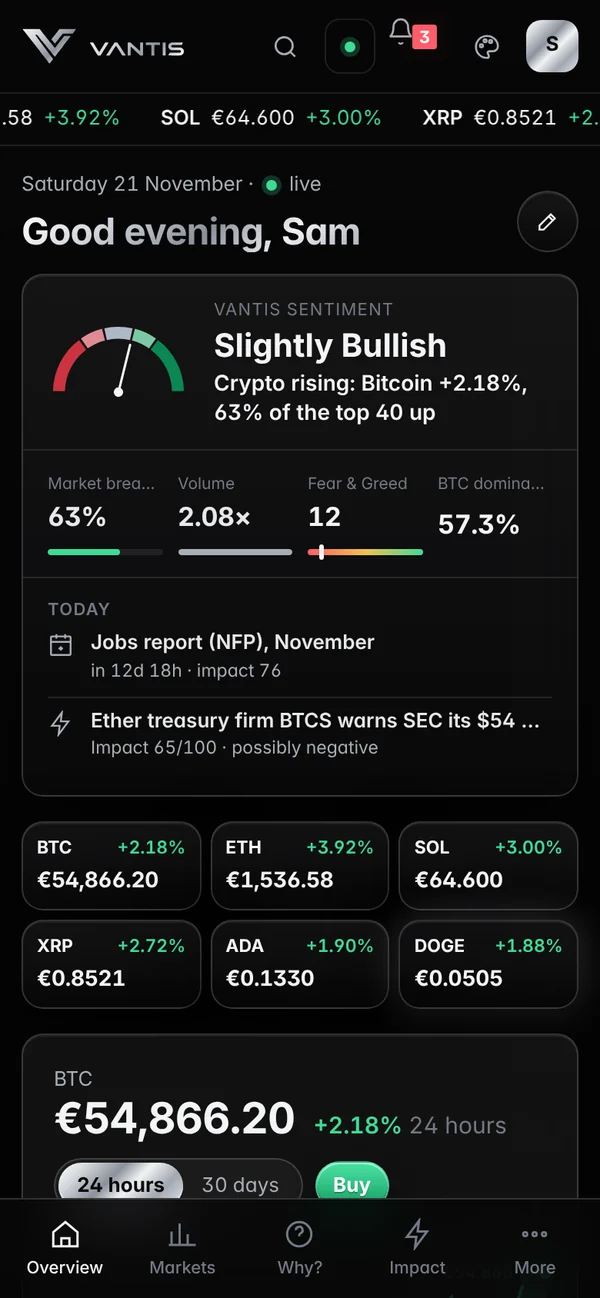 VANTIS
3
S
.58 +3.92% SOL €64.600 +3.00% XRP €0.8521 +2.
Saturday 21 November · live
Good evening, Sam
VANTIS SENTIMENT
Slightly Bullish
Crypto rising: Bitcoin +2.18%,
63% of the top 40 up
Market brea... Volume Fear & Greed BTC domina...
63% 2.08× 12 57.3%
TODAY
Jobs report (NFP), November
in 12d 18h · impact 76
Ether treasury firm BTCS warns SEC its $54 ...
Impact 65/100 · possibly negative
BTC +2.18% ETH +3.92% SOL +3.00%
€54,866.20 €1,536.58 €64.600
XRP +2.72% ADA +1.90% DOGE +1.88%
€0.8521 €0.1330 €0.0505
BTC
€54,866.20 +2.18% 24 hours
24 hours 30 days Buy
Overview Markets Why? Impact More